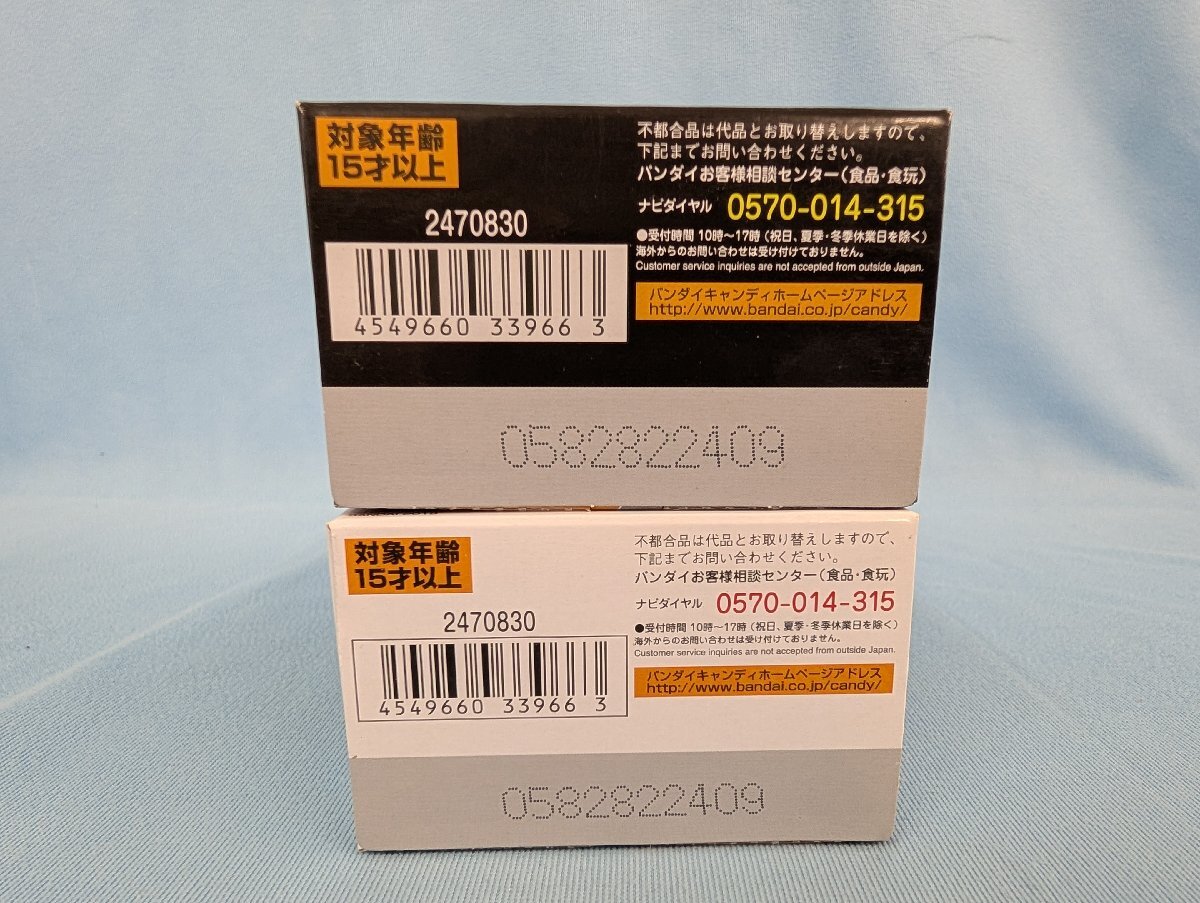 対象年齢
15才以上
2470830
4549660 33966 3
不都合品は代品とお取り替えしますので、
下記までお問い合わせください。
バンダイお客様相談センター(食品・食玩)
ナビダイヤル 0570-014-315
●受付時間 10時〜17時 (祝日、夏季・冬季休業日を除く)
海外からのお問い合わせは受け付けておりません。
Customer service inquiries are not accepted from outside Japan.
バンダイキャンディホームページアドレス
http://www.bandai.co.jp/candy/
0582822409
対象年齢
15才以上
2470830
4549660 33966 3
不都合品は代品とお取り替えしますので、
下記までお問い合わせください。
バンダイお客様相談センター(食品・食玩)
ナビダイヤル 0570-014-315
●受付時間 10時〜17時 (祝日、夏季・冬季休業日を除く)
海外からのお問い合わせは受け付けておりません。
Customer service inquiries are not accepted from outside Japan.
バンダイキャンディホームページアドレス
http://www.bandai.co.jp/candy/
0582822409